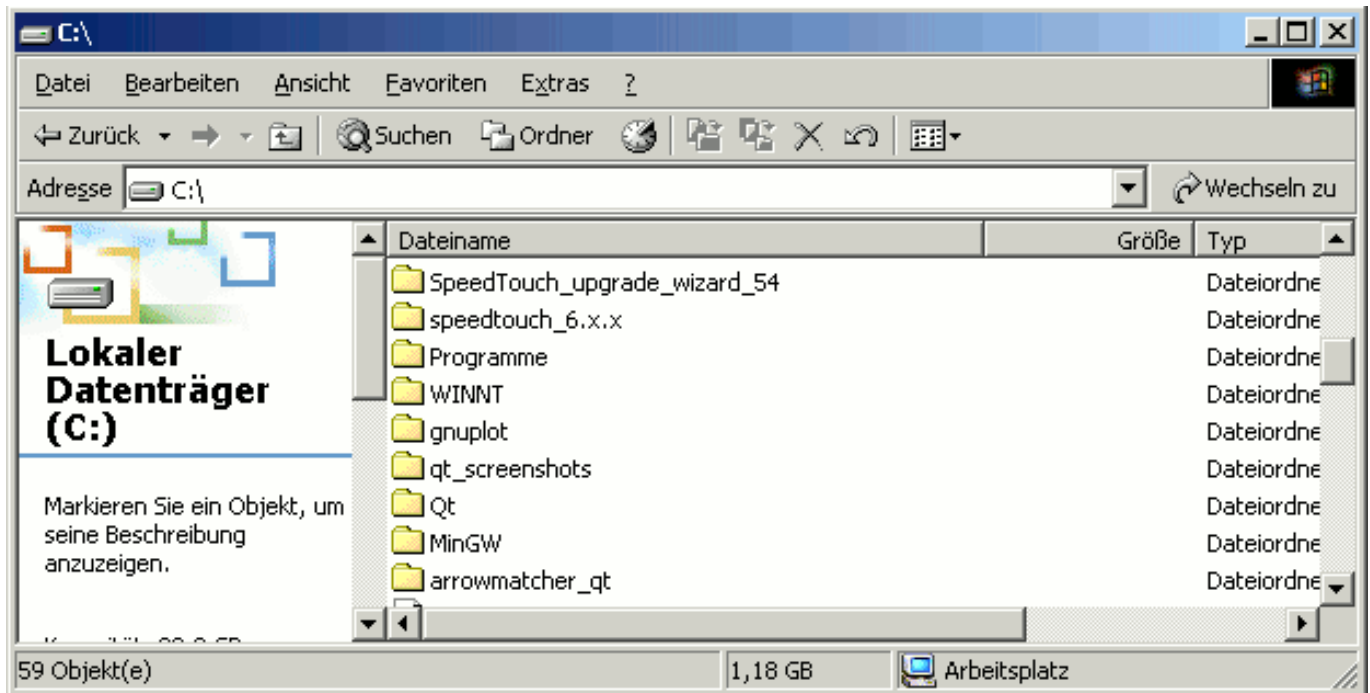 C:\
Datei Bearbeiten Ansicht Favoriten Extras ?
Zurück Suchen Ordner
Adresse C:\ Wechseln zu
Lokaler
Datenträger
(C:)
Markieren Sie ein Objekt, um
seine Beschreibung
anzuzeigen.
Dateiname Größe Typ
SpeedTouch_upgrade_wizard_54 Dateiordne
speedtouch_6.x.x Dateiordne
Programme Dateiordne
WINNT Dateiordne
gnuplot Dateiordne
qt_screenshots Dateiordne
Qt Dateiordne
MinGW Dateiordne
arrowmatcher_qt Dateiordne
59 Objekt(e) 1,18 GB Arbeitsplatz